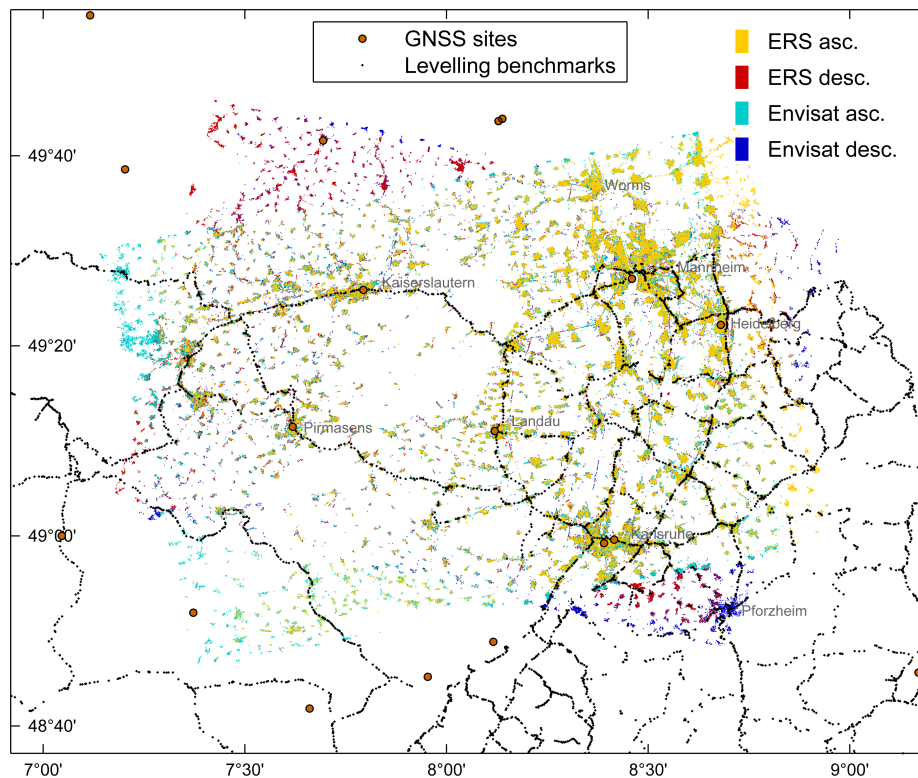 GNSS sites
Levelling benchmarks
ERS asc.
ERS desc.
Envisat asc.
Envisat desc.
49°40'
49°20'
49°00'
48°40'
Worms
Mannheim
Kaiserslautern
Heidelberg
Pirmasens
Landau
Karlsruhe
Pforzheim
7°00'
7°30'
8°00'
8°30'
9°00'